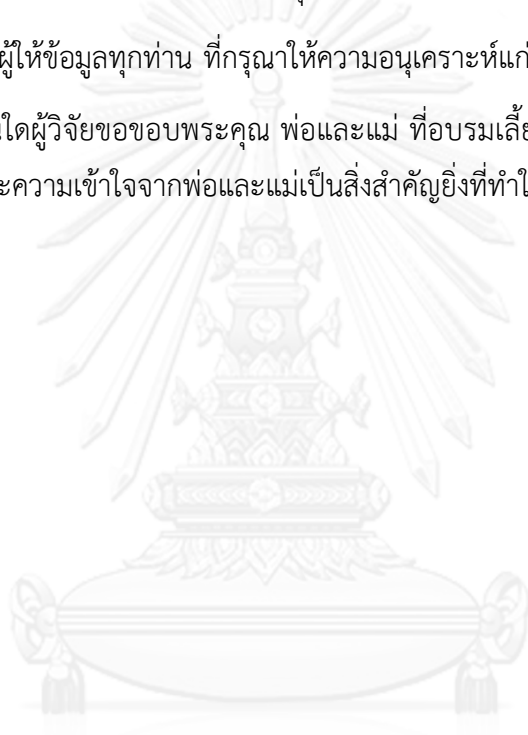 ผู้ให้ข้อมูลทุกท่าน ที่กรุณาให้ความอนุเคราะห์แก่
ผู้วิจัยขอขอบพระคุณ พ่อและแม่ ที่อบรมเลี้ย
ความเข้าใจจากพ่อและแม่เป็นสิ่งสำคัญยิ่งที่ทำใ